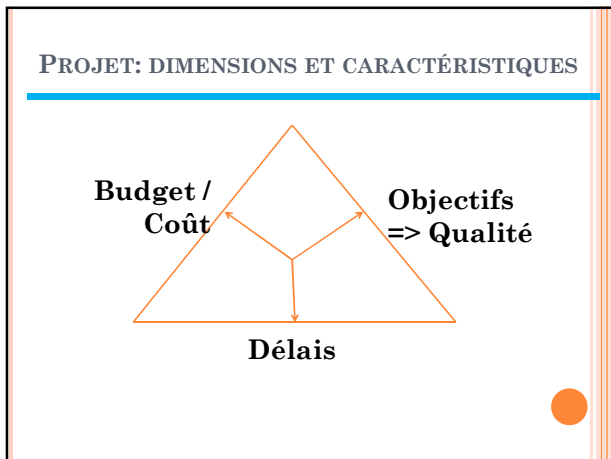 PROJET: DIMENSIONS ET CARACTÉRISTIQUES
Budget /
Coût
Objectifs
=> Qualité
Délais